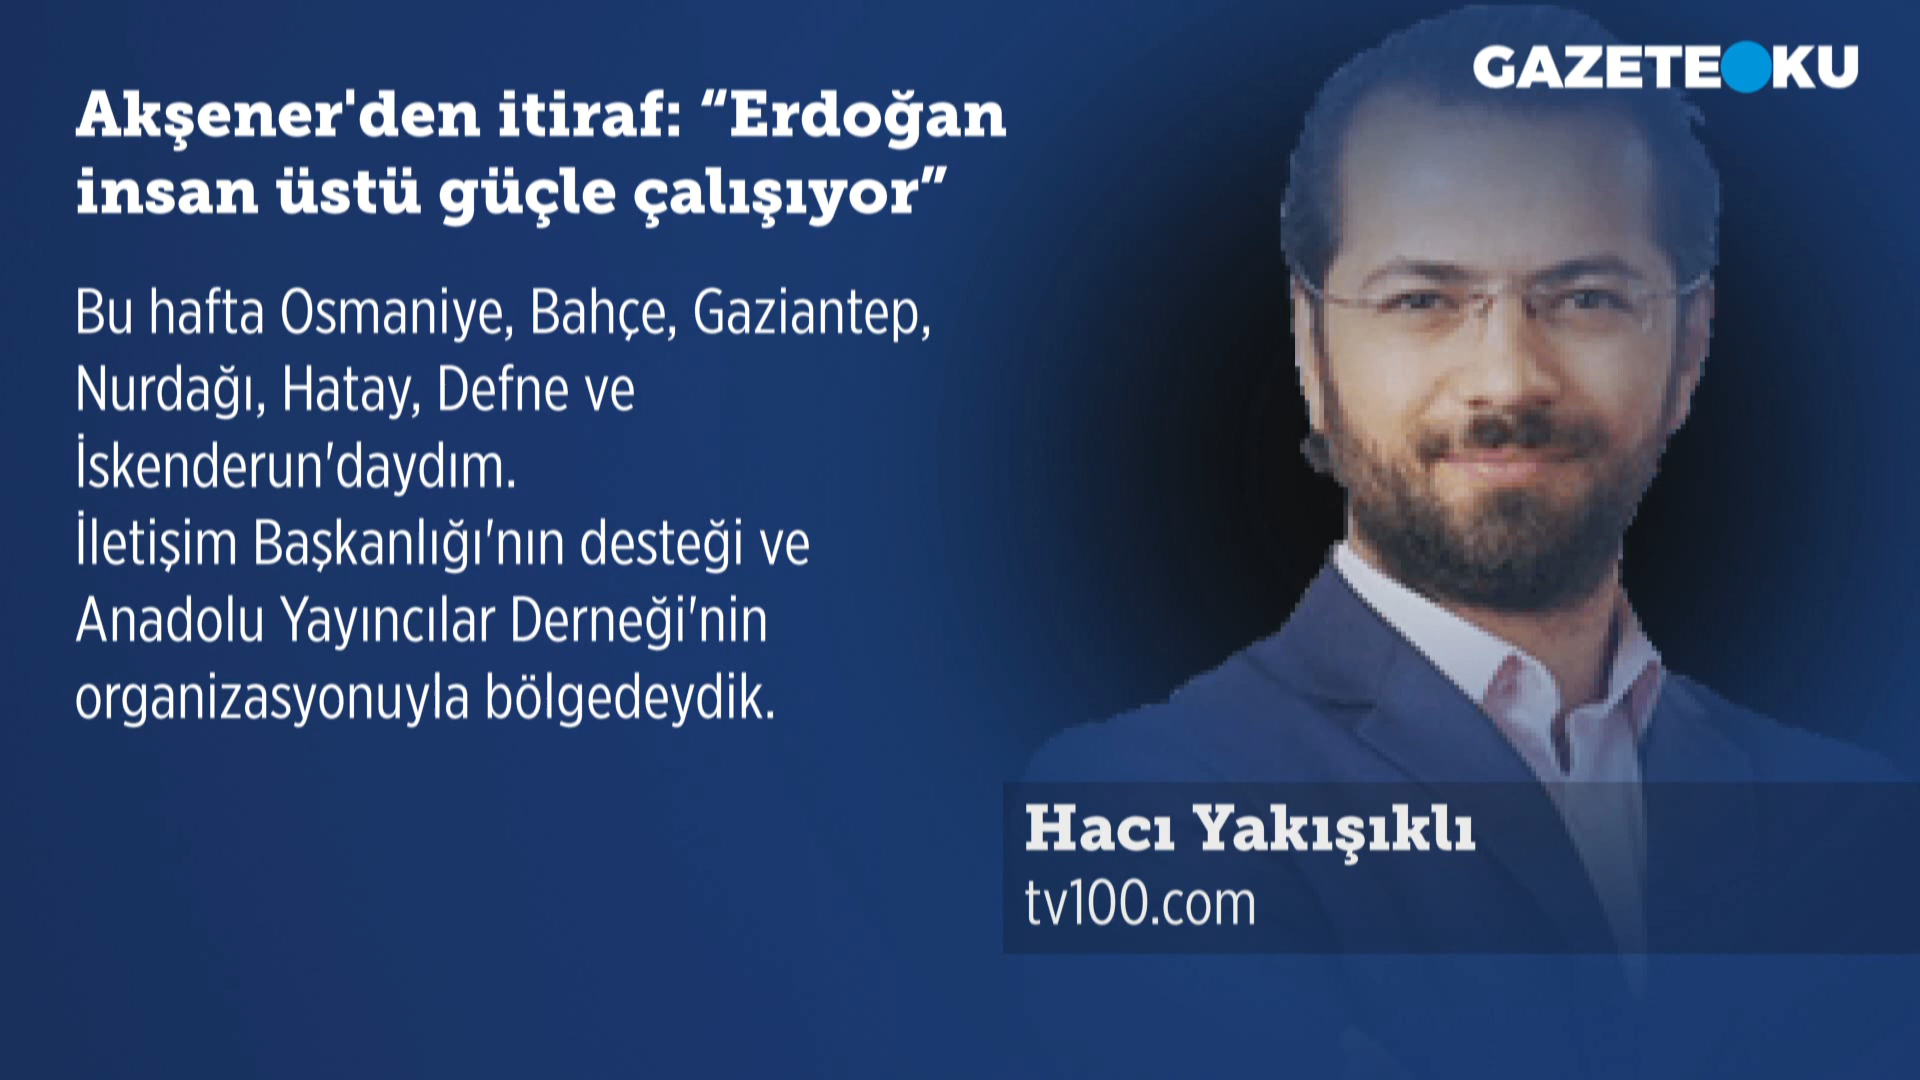 GAZETE OKU
Akşener'den itiraf: “Erdoğan
insan üstü güçle çalışıyor”
Bu hafta Osmaniye, Bahçe, Gaziantep,
Nurdağı, Hatay, Defne ve
İskenderun'daydım.
İletişim Başkanlığı'nın desteği ve
Anadolu Yayıncılar Derneği'nin
organizasyonuyla bölgedeydik.
Hacı Yakışıklı
tv100.com